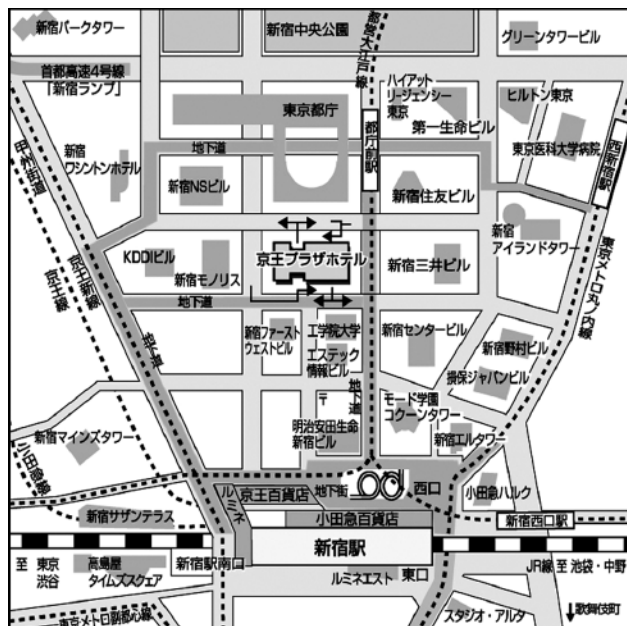 新宿パークタワー
新宿中央公園
都営大江戸線
グリーンタワービル
首都高速4号線
「新宿ランプ」
東京都庁
ハイアット
リージェンシー
東京
ヒルトン東京
第一生命ビル
都庁前駅
東京医科大学病院
西新宿駅
甲州街道
新宿
ワシントンホテル
地下道
新宿NSビル
新宿住友ビル
新宿
アイランドタワー
京王新線
京王線
KDDIビル
新宿モノリス
京王プラザホテル
新宿三井ビル
東京メトロ丸ノ内線
地下道
地下道
新宿ファースト
ウェストビル
工学院大学
エステック
情報ビル
新宿センタービル
新宿野村ビル
損保ジャパンビル
地下道
〒
明治安田生命
新宿ビル
モード学園
コクーンタワー
新宿エルタワー
新宿マインズタワー
小田急線
ルミネ
京王百貨店
地下街
西口
小田急ハルク
新宿サザンテラス
小田急百貨店
新宿西口駅
至 東京
渋谷
高島屋
タイムズスクェア
新宿駅南口
新宿駅
ルミネエスト
東口
JR線 至 池袋・中野
東京メトロ副都心線
スタジオ・アルタ
↓歌舞伎町